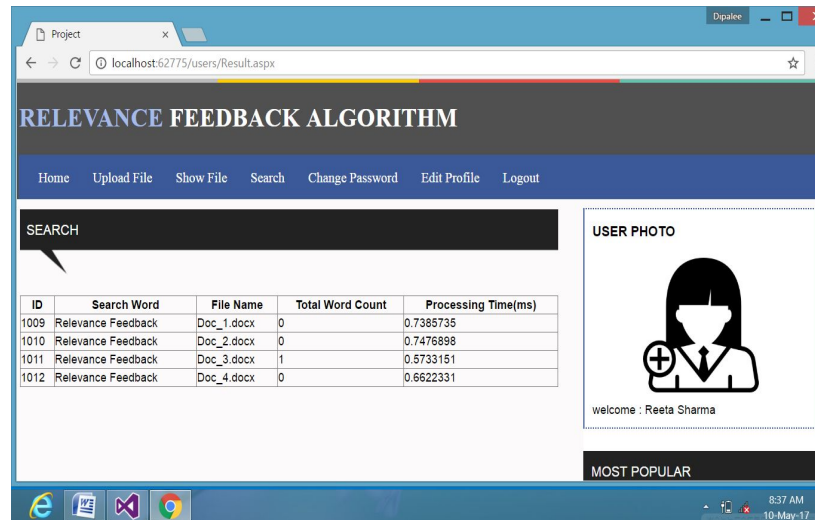 Dipalee
Project
localhost:62775/users/Result.aspx
RELEVANCE FEEDBACK ALGORITHM
Home Upload File Show File Search Change Password Edit Profile Logout
SEARCH
ID Search Word File Name Total Word Count Processing Time(ms)
1009 Relevance Feedback Doc_1.docx 0 0.7385735
1010 Relevance Feedback Doc_2.docx 0 0.7476898
1011 Relevance Feedback Doc_3.docx 1 0.5733151
1012 Relevance Feedback Doc_4.docx 0 0.6622331
USER PHOTO
welcome : Reeta Sharma
MOST POPULAR
8:37 AM
10-May-17